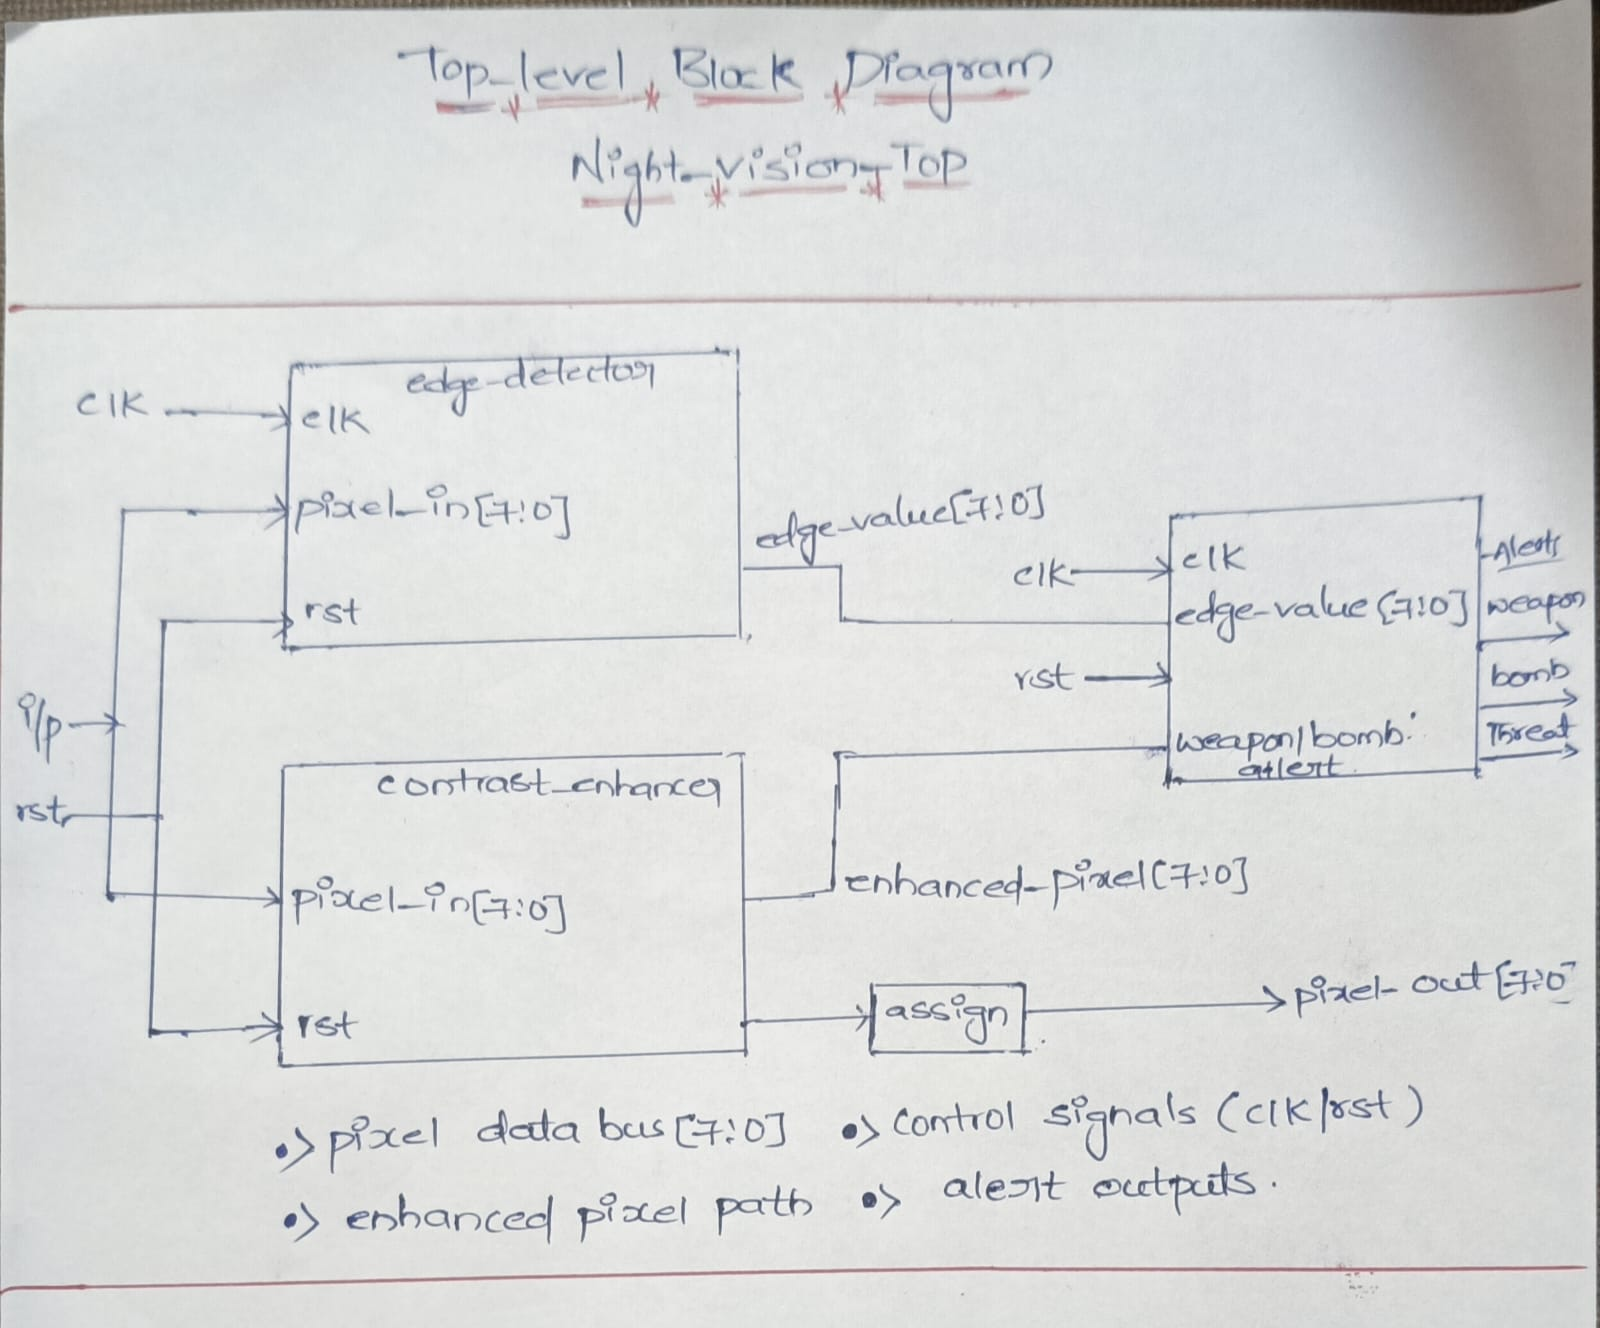 Top-level Block Diagram
Night-vision-Top
edge-detector
clk
clk
pixel-in[7:0]
rst
edge-value[7:0]
clk
clk
edge-value[7:0]
rst
Alerts
weapon
bomb
Threat
weapon/bomb:
alert
i/p
rst
contrast-enhancer
pixel-in[7:0]
rst
enhanced-pixel[7:0]
assign
pixel-out[7:0]
•> pixel data bus[7:0] •> control signals (clk/rst)
•> enhanced pixel path •> alert outputs.